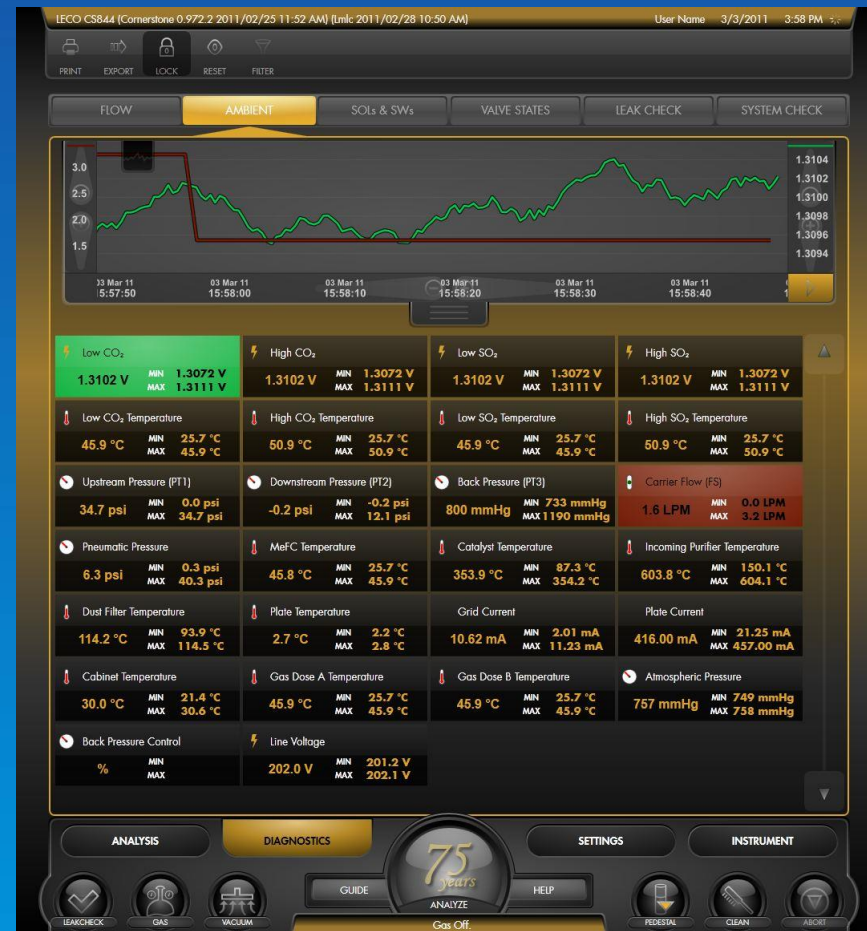 LECO CS844 (Cornerstone 0.972.2 2011/02/25 11:52 AM) (Lmlc 2011/02/28 10:50 AM) User Name 3/3/2011 3:58 PM
PRINT EXPORT LOCK RESET FILTER
FLOW AMBIENT SOLs & SWs VALVE STATES LEAK CHECK SYSTEM CHECK
3.0
2.5
2.0
1.5
1.3104
1.3102
1.3100
1.3098
1.3096
1.3094
03 Mar 11 03 Mar 11 03 Mar 11 03 Mar 11 03 Mar 11 03 Mar 11
15:57:50 15:58:00 15:58:10 15:58:20 15:58:30 15:58:40
Low CO₂ High CO₂ Low SO₂ High SO₂
1.3102 V MIN 1.3072 V MAX 1.3111 V 1.3102 V MIN 1.3072 V MAX 1.3111 V 1.3102 V MIN 1.3072 V MAX 1.3111 V 1.3102 V MIN 1.3072 V MAX 1.3111 V
Low CO₂ Temperature High CO₂ Temperature Low SO₂ Temperature High SO₂ Temperature
45.9 °C MIN 25.7 °C MAX 45.9 °C 50.9 °C MIN 25.7 °C MAX 50.9 °C 45.9 °C MIN 25.7 °C MAX 45.9 °C 50.9 °C MIN 25.7 °C MAX 50.9 °C
Upstream Pressure (PT1) Downstream Pressure (PT2) Back Pressure (PT3) Carrier Flow (FS)
34.7 psi MIN 0.0 psi MAX 34.7 psi -0.2 psi MIN -0.2 psi MAX 12.1 psi 800 mmHg MIN 733 mmHg MAX 1190 mmHg 1.6 LPM MIN 0.0 LPM MAX 3.2 LPM
Pneumatic Pressure MeFC Temperature Catalyst Temperature Incoming Purifier Temperature
6.3 psi MIN 0.3 psi MAX 40.3 psi 45.8 °C MIN 25.7 °C MAX 45.9 °C 353.9 °C MIN 87.3 °C MAX 354.2 °C 603.8 °C MIN 150.1 °C MAX 604.1 °C
Dust Filter Temperature Plate Temperature Grid Current Plate Current
114.2 °C MIN 93.9 °C MAX 114.5 °C 2.7 °C MIN 2.2 °C MAX 2.8 °C 10.62 mA MIN 2.01 mA MAX 11.23 mA 416.00 mA MIN 21.25 mA MAX 457.00 mA
Cabinet Temperature Gas Dose A Temperature Gas Dose B Temperature Atmospheric Pressure
30.0 °C MIN 21.4 °C MAX 30.6 °C 45.9 °C MIN 25.7 °C MAX 45.9 °C 45.9 °C MIN 25.7 °C MAX 45.9 °C 757 mmHg MIN 749 mmHg MAX 758 mmHg
Back Pressure Control Line Voltage
% MIN MAX 202.0 V MIN 201.2 V MAX 202.1 V
ANALYSIS DIAGNOSTICS 75 years SETTINGS INSTRUMENT
GUIDE ANALYZE HELP
LEAKCHECK GAS VACUUM Gas Off. PEDESTAL CLEAN ABORT